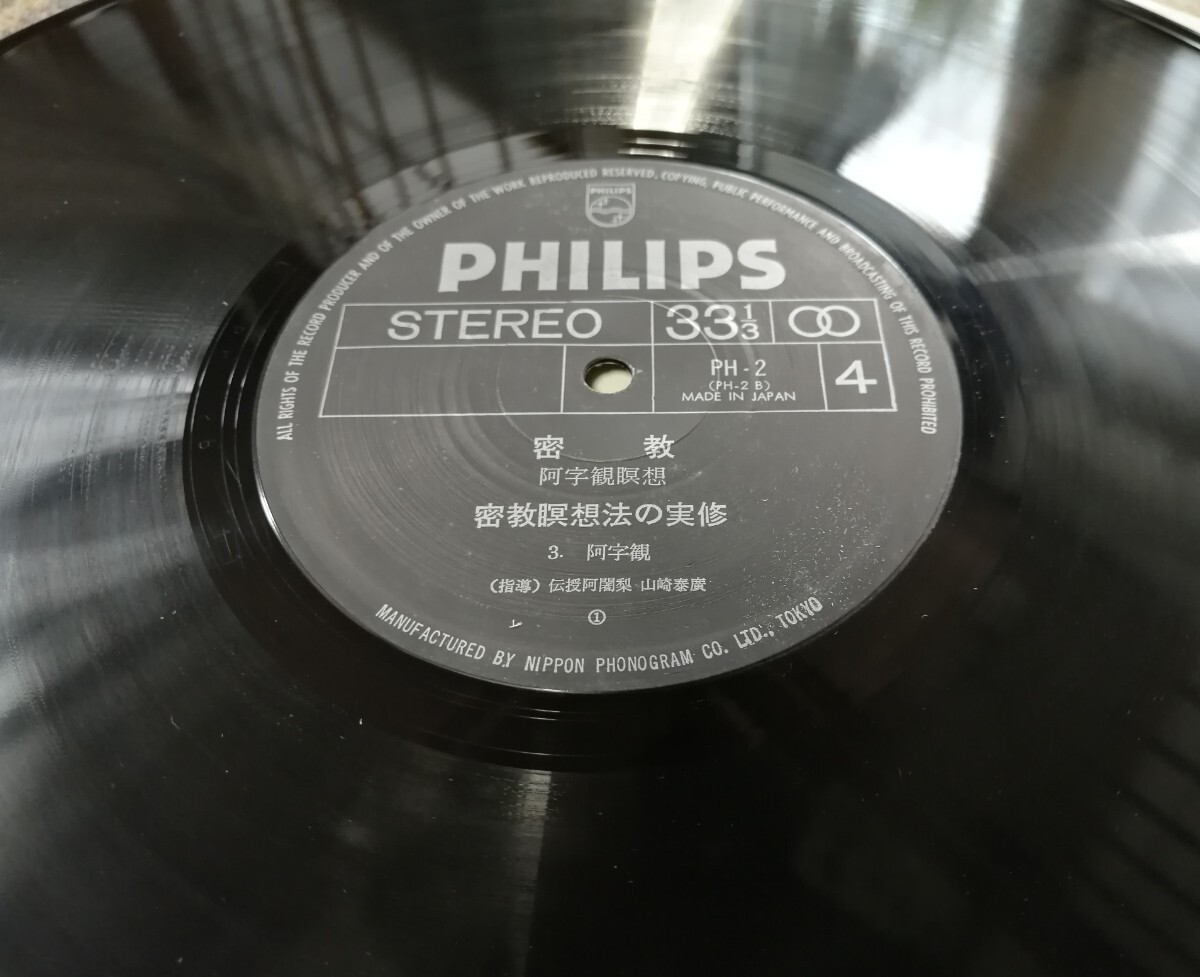 ALL RIGHTS OF THE RECORD PRODUCER AND OF THE OWNER OF THE WORK REPRODUCED RESERVED. COPYING, PUBLIC PERFORMANCE AND BROADCASTING OF THIS RECORD PROHIBITED
PHILIPS
PHILIPS
STEREO 33 1/3
PH-2
(PH-2 B)
MADE IN JAPAN
4
密 教
阿字観瞑想
密教瞑想法の実修
3. 阿字観
(指導) 伝授阿闍梨 山崎泰廣
①
MANUFACTURED BY NIPPON PHONOGRAM CO. LTD., TOKYO